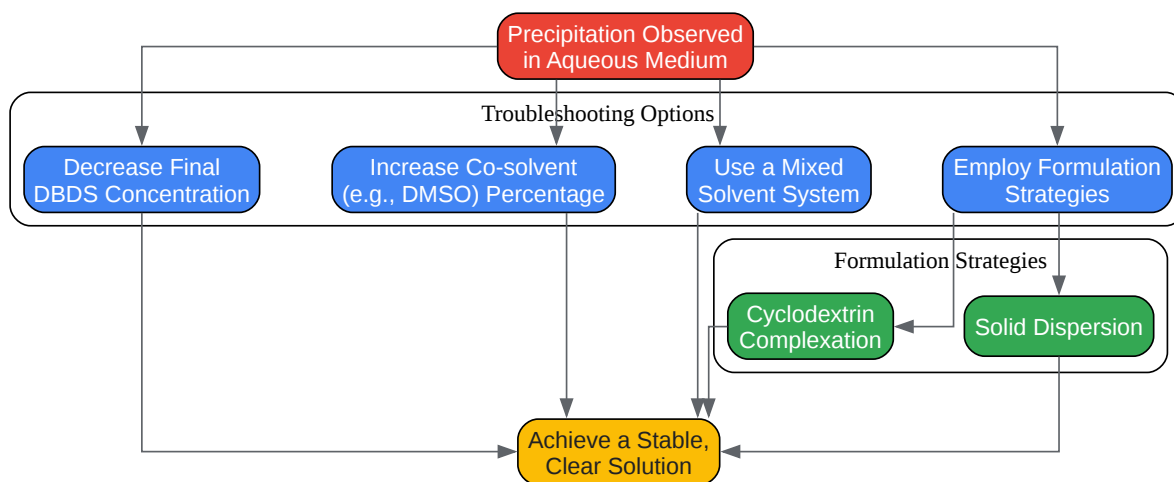 Precipitation Observed
in Aqueous Medium
Troubleshooting Options
Decrease Final
DBDS Concentration
Increase Co-solvent
(e.g., DMSO) Percentage
Use a Mixed
Solvent System
Employ Formulation
Strategies
Formulation Strategies
Cyclodextrin
Complexation
Solid Dispersion
Achieve a Stable,
Clear Solution